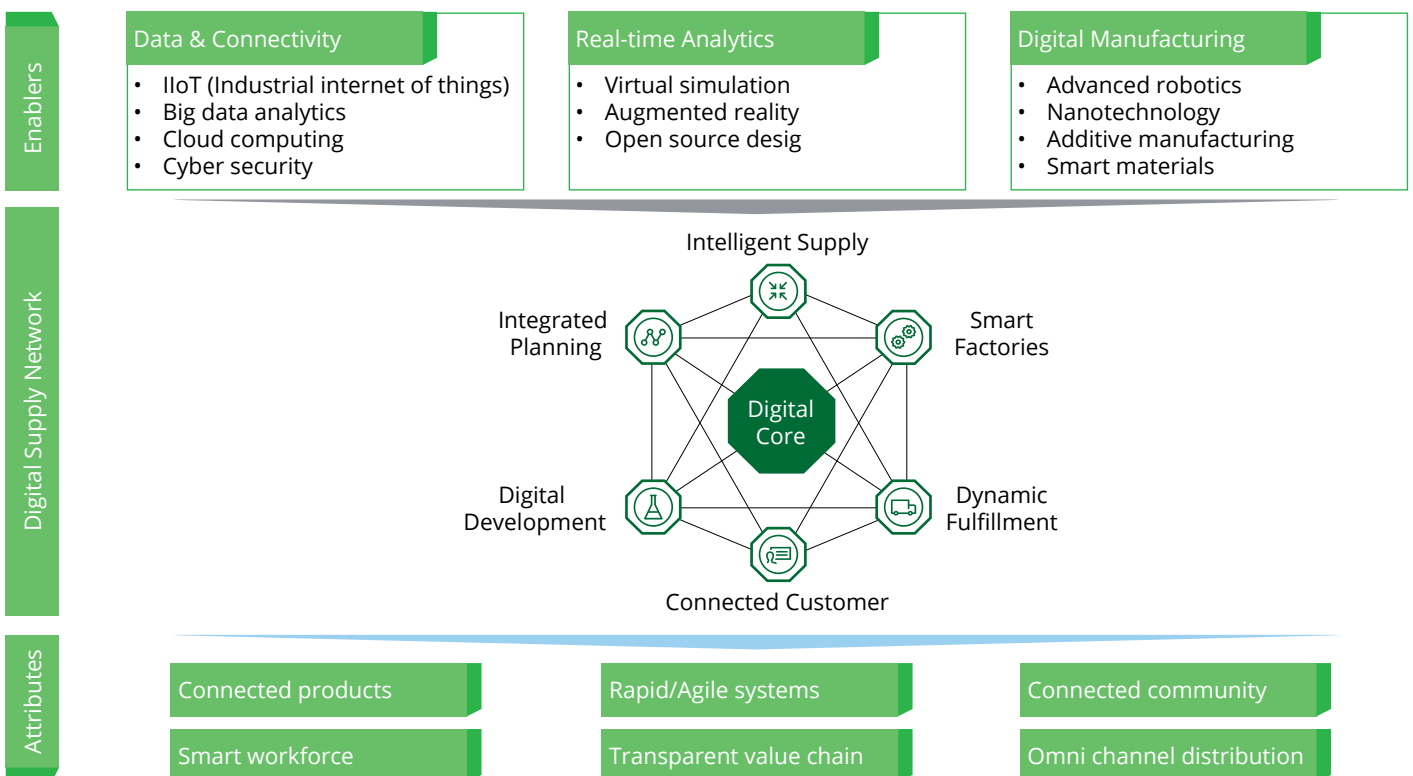 Enablers
Data & Connectivity
• IIoT (Industrial internet of things)
• Big data analytics
• Cloud computing
• Cyber security
Real-time Analytics
• Virtual simulation
• Augmented reality
• Open source desig
Digital Manufacturing
• Advanced robotics
• Nanotechnology
• Additive manufacturing
• Smart materials
Digital Supply Network
Intelligent Supply
Integrated
Planning
Smart
Factories
Digital
Core
Digital
Development
Dynamic
Fulfillment
Connected Customer
Attributes
Connected products
Rapid/Agile systems
Connected community
Smart workforce
Transparent value chain
Omni channel distribution